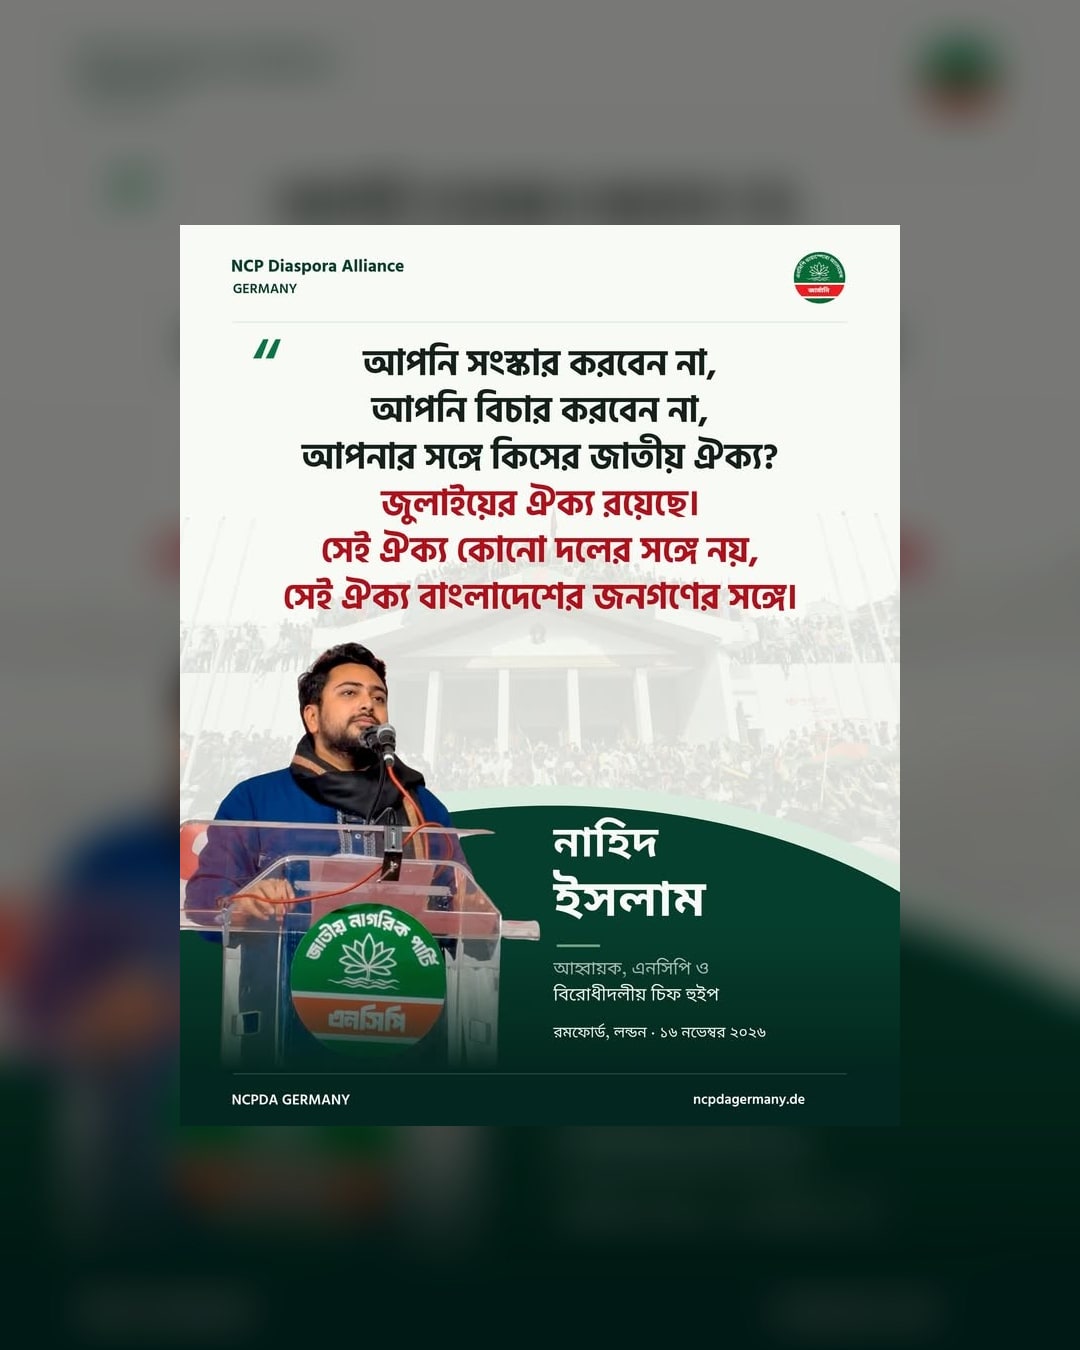 NCP Diaspora Alliance
GERMANY
জার্মানি
“
আপনি সংস্কার করবেন না,
আপনি বিচার করবেন না,
আপনার সঙ্গে কিসের জাতীয় ঐক্য?
জুলাইয়ের ঐক্য রয়েছে।
সেই ঐক্য কোনো দলের সঙ্গে নয়,
সেই ঐক্য বাংলাদেশের জনগণের সঙ্গে।
জাতীয় নাগরিক পার্টি
এনসিপি
নাহিদ
ইসলাম
আহ্বায়ক, এনসিপি ও
বিরোধীদলীয় চিফ হুইপ
রমফোর্ড, লন্ডন · ১৬ নভেম্বর ২০২৬
NCPDA GERMANY
ncpdagermany.de